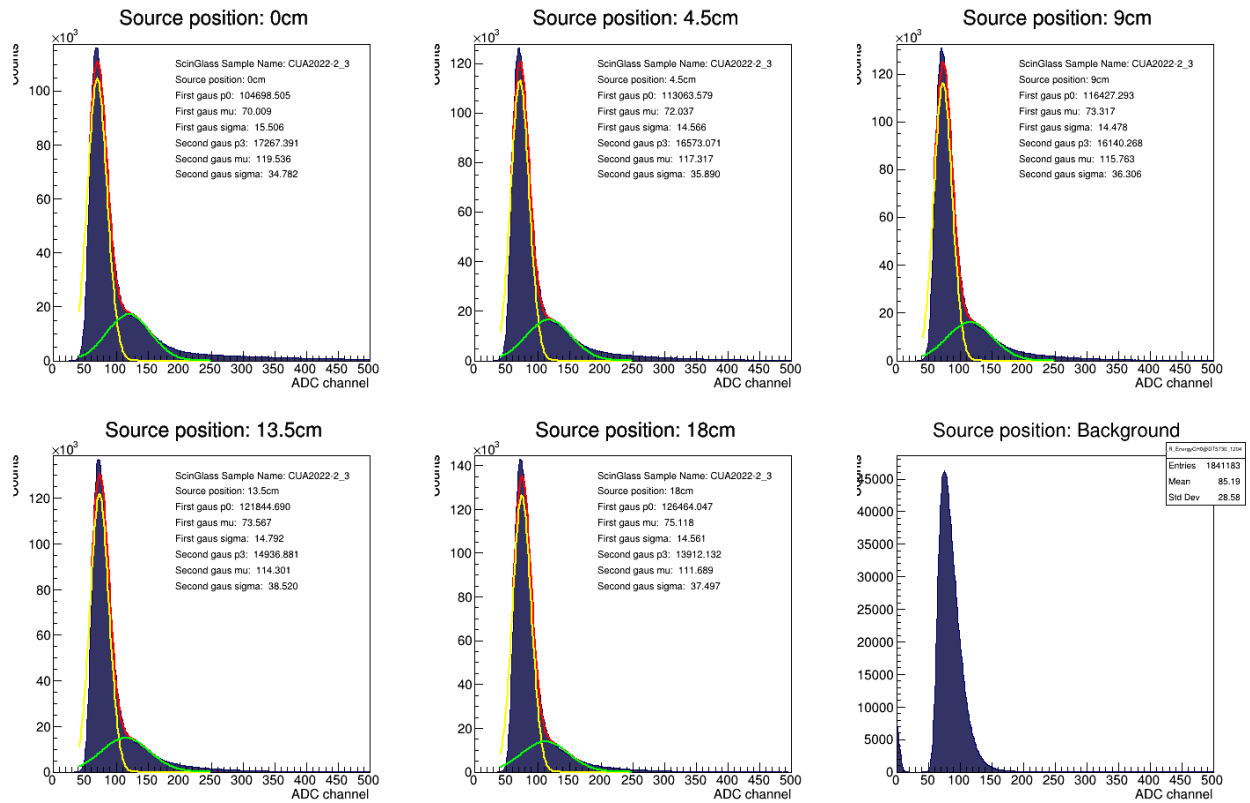 Source position: 0cm
×10³
Counts
120
100
80
60
40
20
0
0 50 100 150 200 250 300 350 400 450 500
ADC channel
ScinGlass Sample Name: CUA2022-2_3
Source position: 0cm
First gaus p0: 104698.505
First gaus mu: 70.009
First gaus sigma: 15.506
Second gaus p3: 17267.391
Second gaus mu: 119.536
Second gaus sigma: 34.782
Source position: 4.5cm
×10³
Counts
120
100
80
60
40
20
0
0 50 100 150 200 250 300 350 400 450 500
ADC channel
ScinGlass Sample Name: CUA2022-2_3
Source position: 4.5cm
First gaus p0: 113063.579
First gaus mu: 72.037
First gaus sigma: 14.566
Second gaus p3: 16573.071
Second gaus mu: 117.317
Second gaus sigma: 35.890
Source position: 9cm
×10³
Counts
120
100
80
60
40
20
0
0 50 100 150 200 250 300 350 400 450 500
ADC channel
ScinGlass Sample Name: CUA2022-2_3
Source position: 9cm
First gaus p0: 116427.293
First gaus mu: 73.317
First gaus sigma: 14.478
Second gaus p3: 16140.268
Second gaus mu: 115.763
Second gaus sigma: 36.306
Source position: 13.5cm
×10³
Counts
120
100
80
60
40
20
0
0 50 100 150 200 250 300 350 400 450 500
ADC channel
ScinGlass Sample Name: CUA2022-2_3
Source position: 13.5cm
First gaus p0: 121844.690
First gaus mu: 73.567
First gaus sigma: 14.792
Second gaus p3: 14936.881
Second gaus mu: 114.301
Second gaus sigma: 38.520
Source position: 18cm
×10³
Counts
140
120
100
80
60
40
20
0
0 50 100 150 200 250 300 350 400 450 500
ADC channel
ScinGlass Sample Name: CUA2022-2_3
Source position: 18cm
First gaus p0: 126464.047
First gaus mu: 75.118
First gaus sigma: 14.561
Second gaus p3: 13912.132
Second gaus mu: 111.689
Second gaus sigma: 37.497
Source position: Background
Counts
45000
40000
35000
30000
25000
20000
15000
10000
5000
0
0 50 100 150 200 250 300 350 400 450 500
ADC channel
Entries 1841183
Mean 85.19
Std Dev 28.58